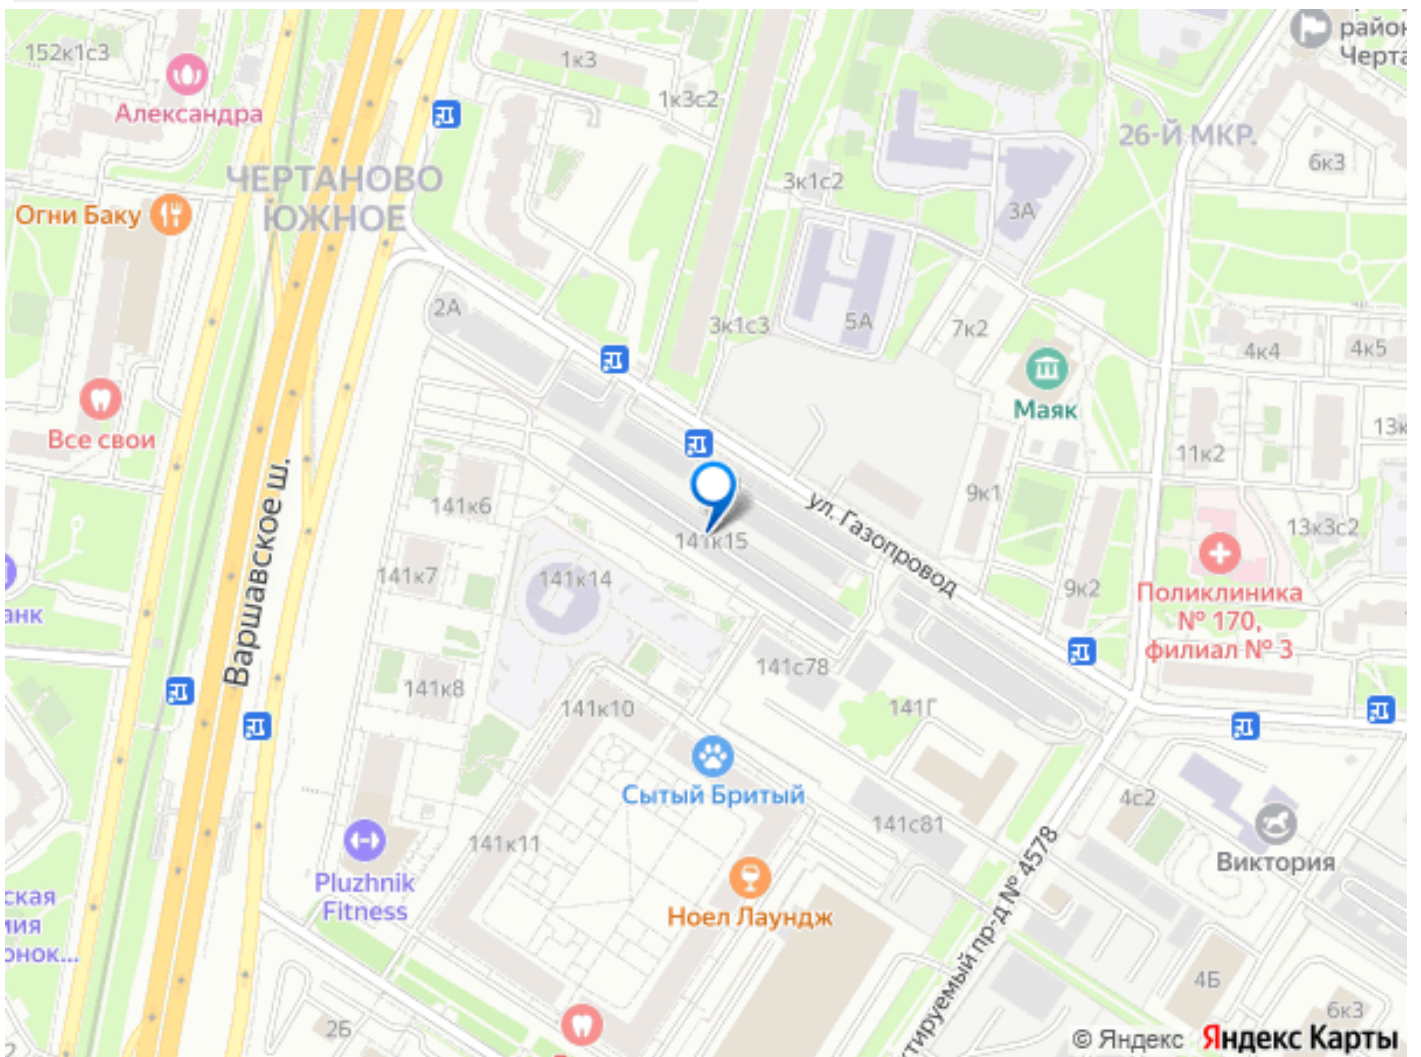 район
Черта
152к1с3
1к3
Александра
1к3с2
26-Й МКР.
6к3
ЧЕРТАНОВО
ЮЖНОЕ
3к1с2
3А
Огни Баку
2А
3к1с3
5А
7к2
4к4
4к5
Маяк
Все свои
13к
11к2
Варшавское ш.
141к6
9к1
ул. Газопровод
13к3с2
141к15
141к7
141к14
9к2
Поликлиника
№ 170,
филиал № 3
анк
141с78
141к8
141к10
141Г
Сытый Бритый
4с2
141с81
141к11
Виктория
Pluzhnik
Fitness
ская
мия
онок...
Ноел Лаундж
ктируемый пр-д № 4578
4Б
6к3
2Б
© Яндекс Яндекс Карты